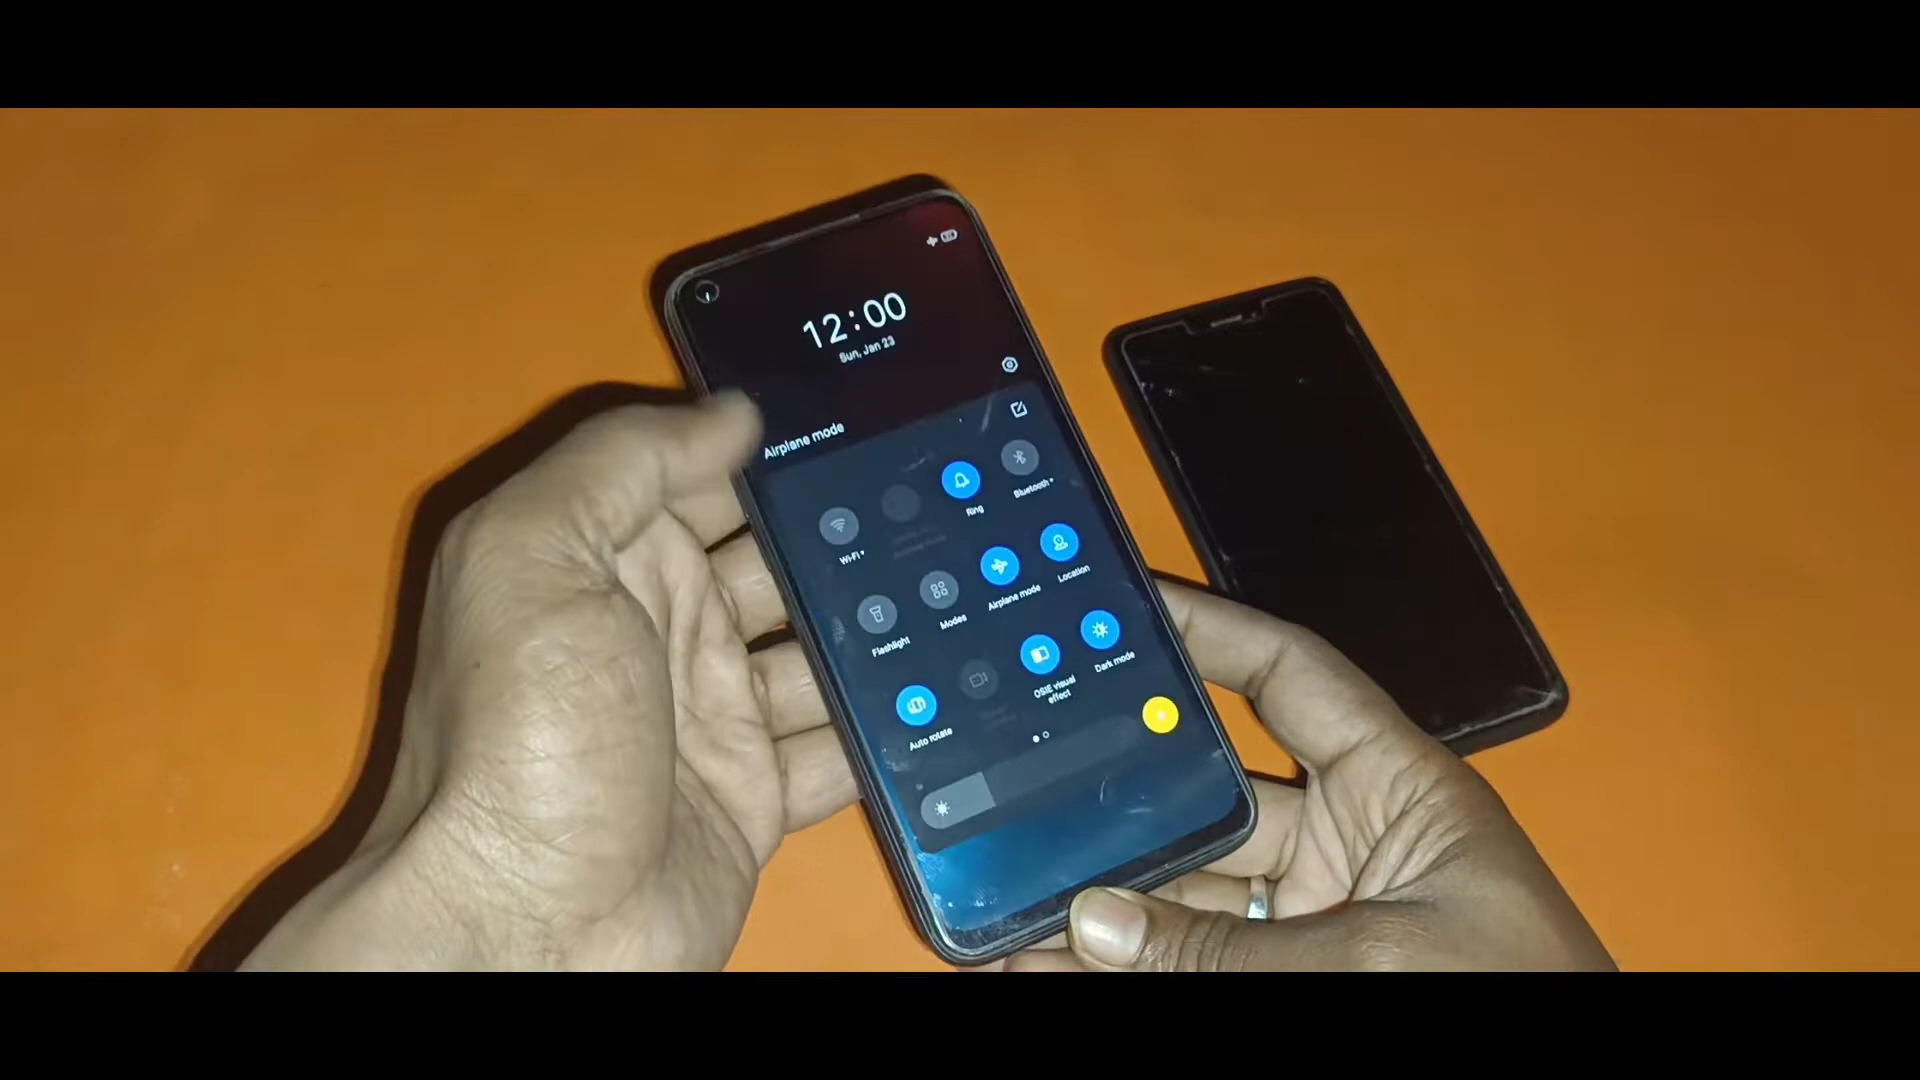 12:00
Sun, Jan 23
Airplane mode
Wi-Fi
Ring
Bluetooth
Flashlight
Modes
Airplane mode
Location
Auto rotate
OSIE visual
effect
Dark mode